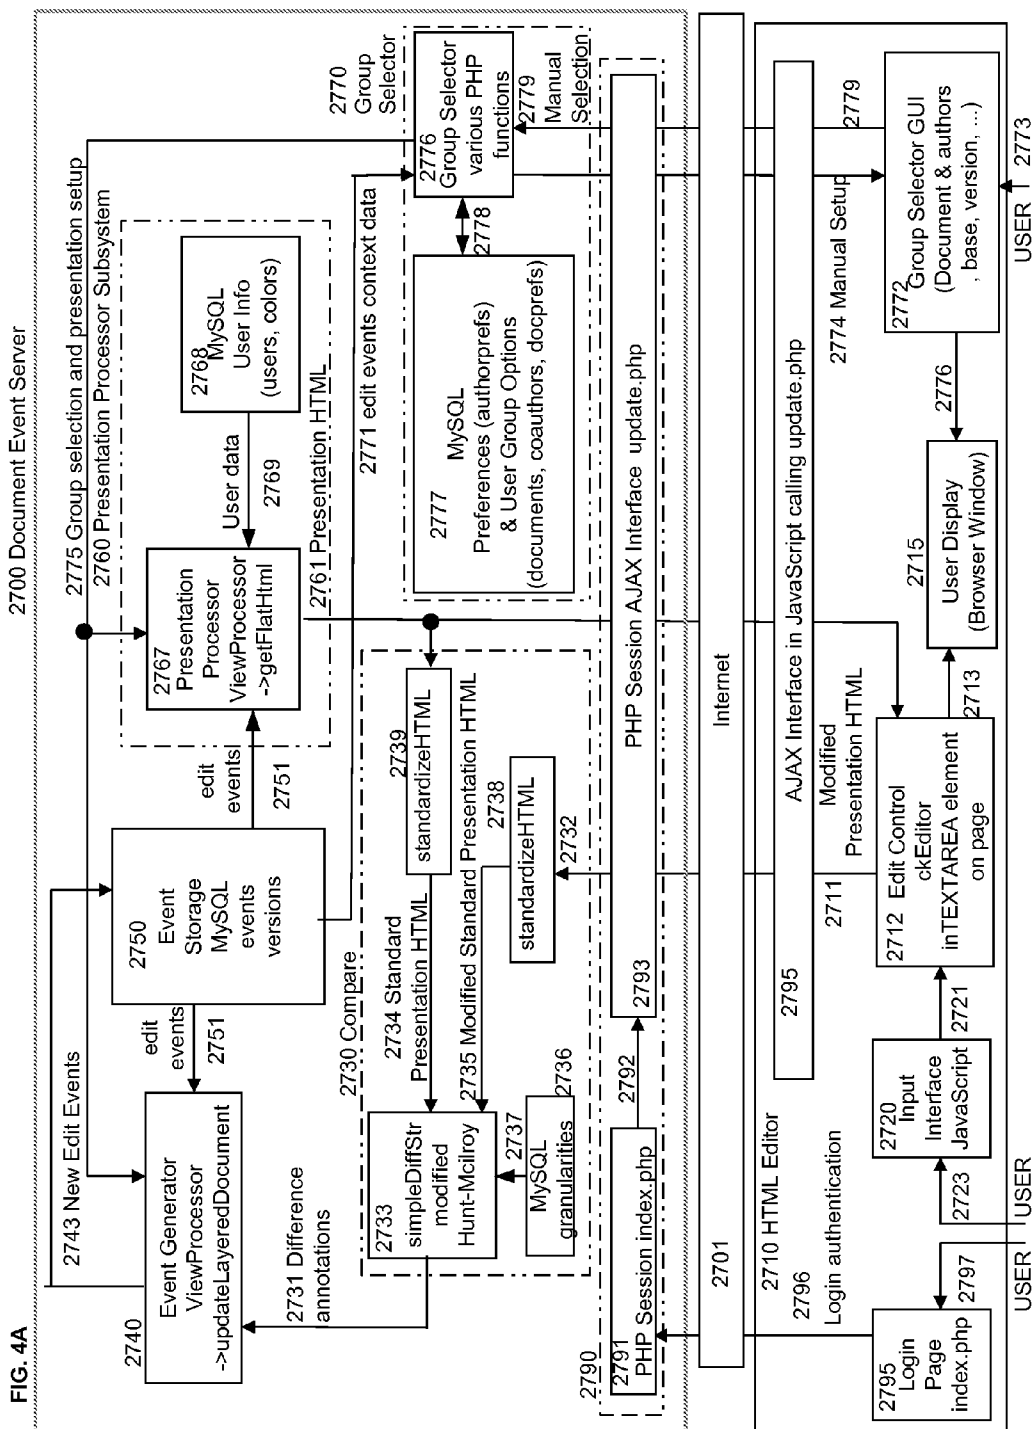 FIG. 4A
2700 Document Event Server
2743 New Edit Events
2775 Group selection and presentation setup
2760 Presentation Processor Subsystem
2740
Event Generator
ViewProcessor
->updateLayeredDocument
edit
events
2751
2750
Event
Storage
MySQL
events
versions
edit
events
2751
2767
Presentation
Processor
ViewProcessor
->getFlatHtml
User data
2769
2768
MySQL
User Info
(users, colors)
2761 Presentation HTML
2771 edit events context data
2770
Group
Selector
2776
Group Selector
various PHP
functions
2778
2779
Manual
Selection
2777
MySQL
Preferences (authorprefs)
& User Group Options
(documents, coauthors, docprefs)
2731 Difference
annotations
2730 Compare
2733
simpleDiffStr
modified
Hunt-Mcilroy
2734 Standard
Presentation HTML
2735 Modified Standard Presentation HTML
2739
standardizeHTML
2738
standardizeHTML
2732
2737
2736
MySQL
granularities
2790
2791
PHP Session index.php
2792
2793
PHP Session AJAX Interface update.php
2701
Internet
2710 HTML Editor
2796
Login authentication
2795
AJAX Interface in JavaScript calling update.php
2711
Modified
Presentation HTML
2774 Manual Setup
2779
2795
Login
Page
index.php
2797
USER
2723
USER
2720
Input
Interface
JavaScript
2721
2712 Edit Control
ckEditor
inTEXTAREA element
on page
2713
2715
User Display
(Browser Window)
2776
2772
Group Selector GUI
(Document & authors
, base, version, ...)
USER
2773